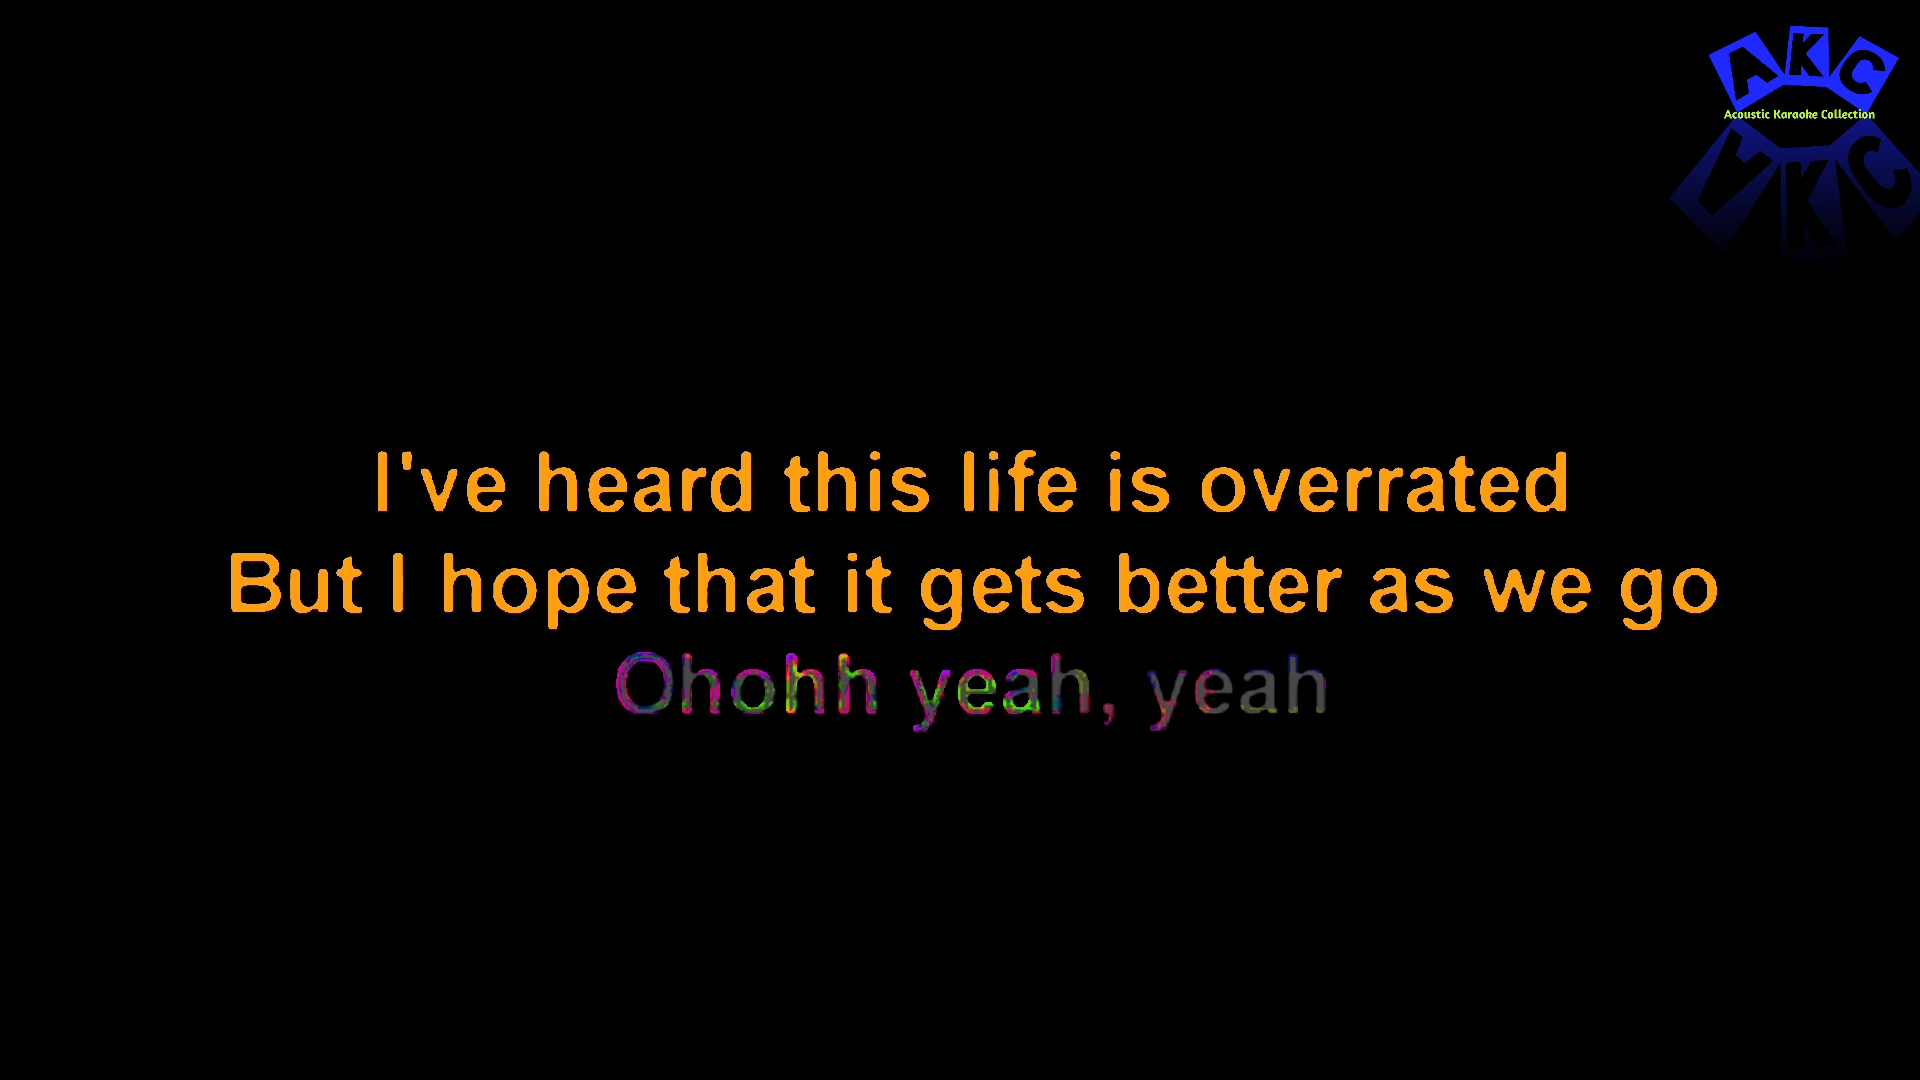 AKC
Acoustic Karaoke Collection
AKC
I've heard this life is overrated
But I hope that it gets better as we go
Ohohh yeah, yeah